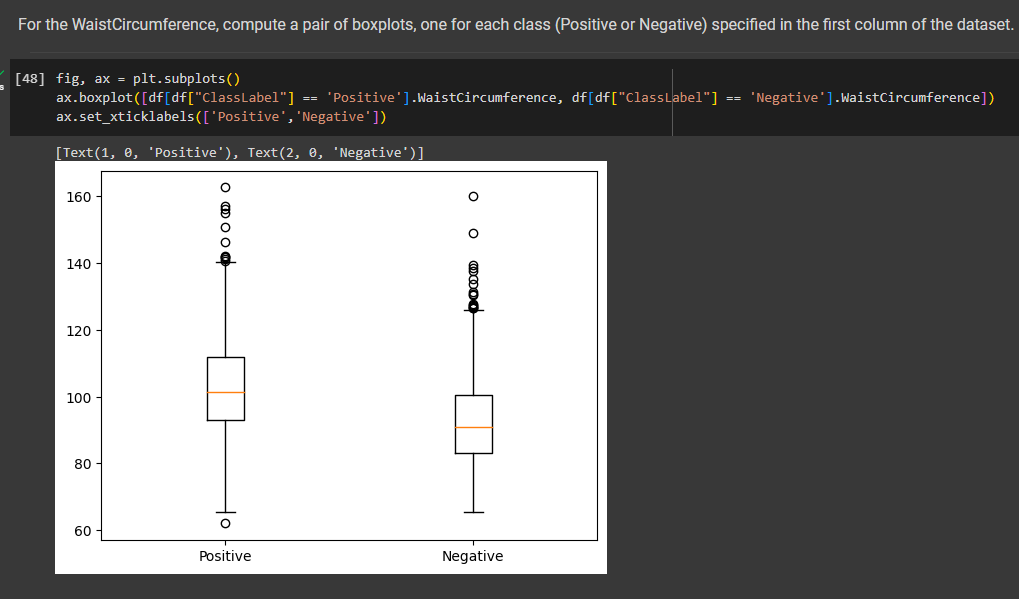 For the WaistCircumference, compute a pair of boxplots, one for each class (Positive or Negative) specified in the first column of the dataset.
[48] fig, ax = plt.subplots()
ax.boxplot([df[df["ClassLabel"] == 'Positive'].WaistCircumference, df[df["ClassLabel"] == 'Negative'].WaistCircumference])
ax.set_xticklabels(['Positive','Negative'])
s
[Text(1, 0, 'Positive'), Text(2, 0, 'Negative')]
160
140
120
100
80
60
Positive Negative